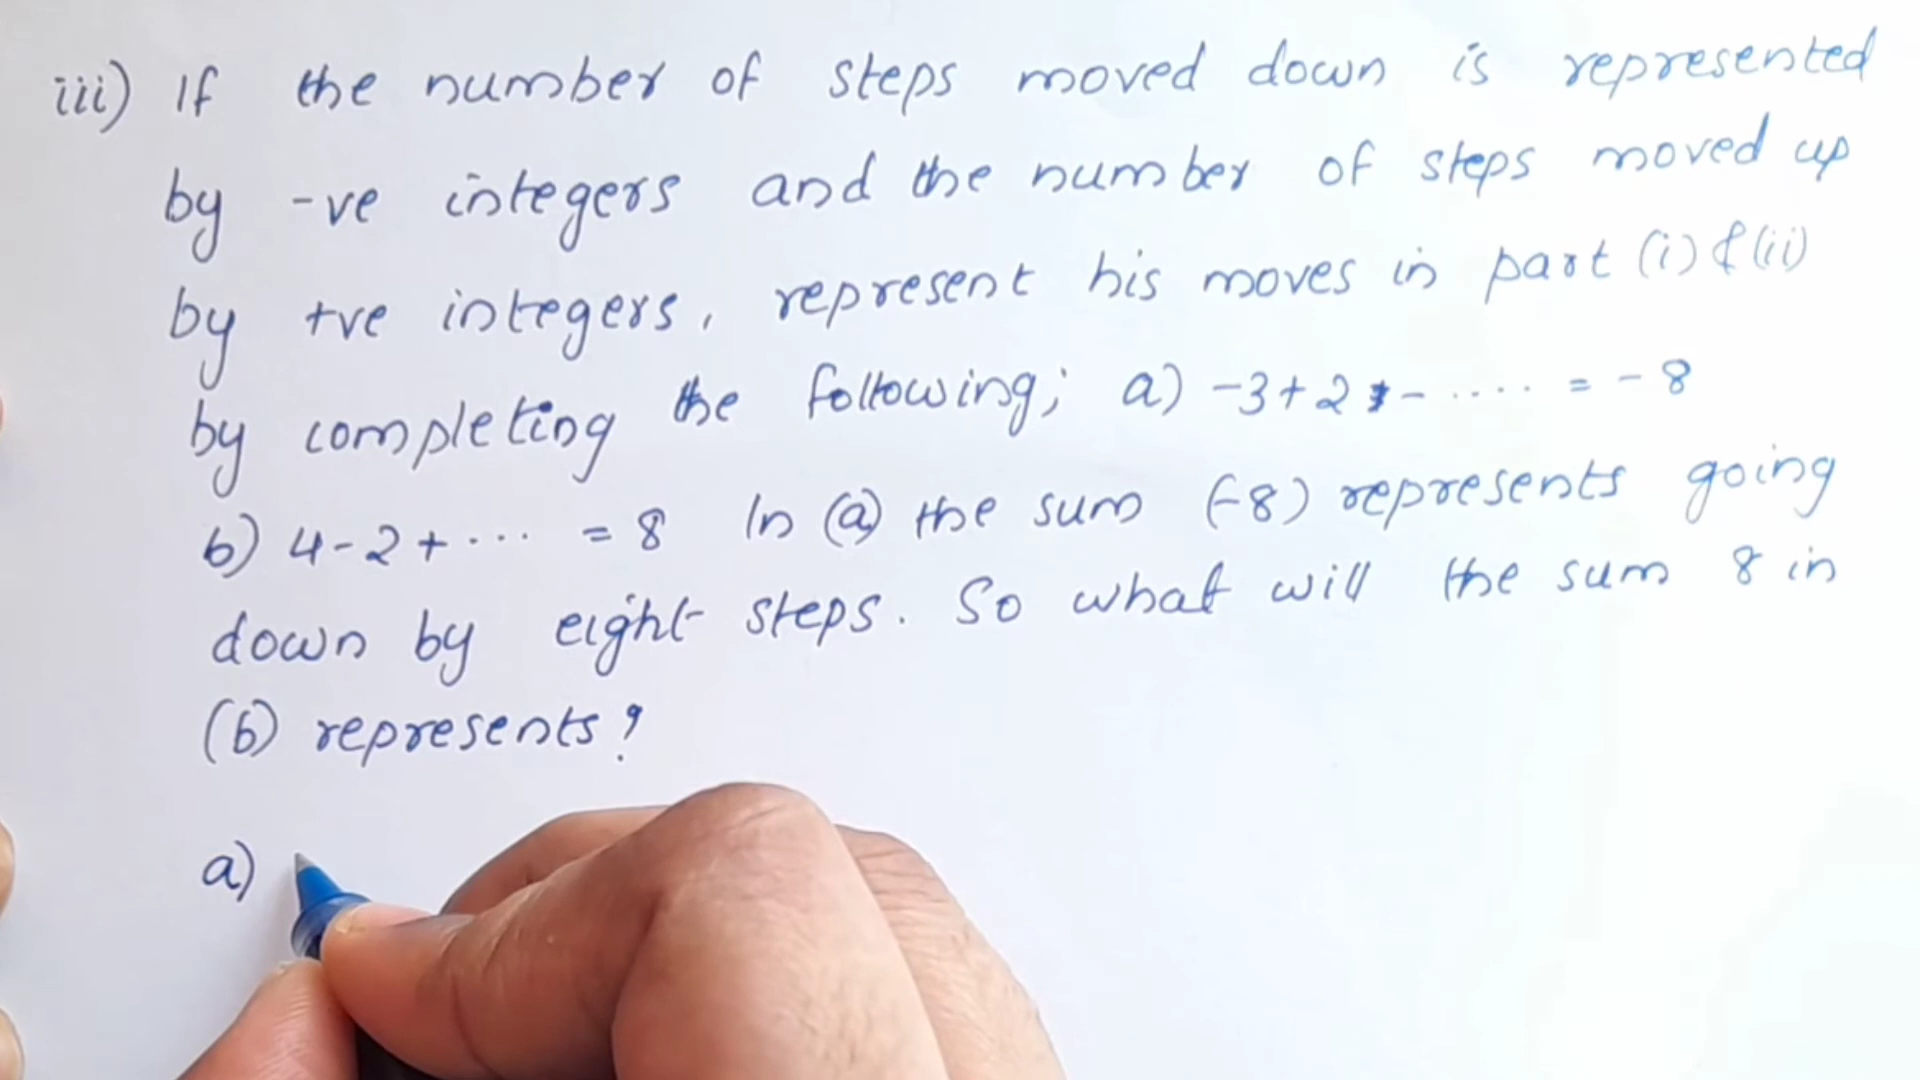 iii) If the number of steps moved down is represented
by -ve integers and the number of steps moved up
by +ve integers, represent his moves in part (i) & (ii)
by completing the following; a) -3+2 - ..... = -8
b) 4-2+... = 8 In (a) the sum (-8) represents going
down by eight steps. So what will the sum 8 in
(b) represents?
a)